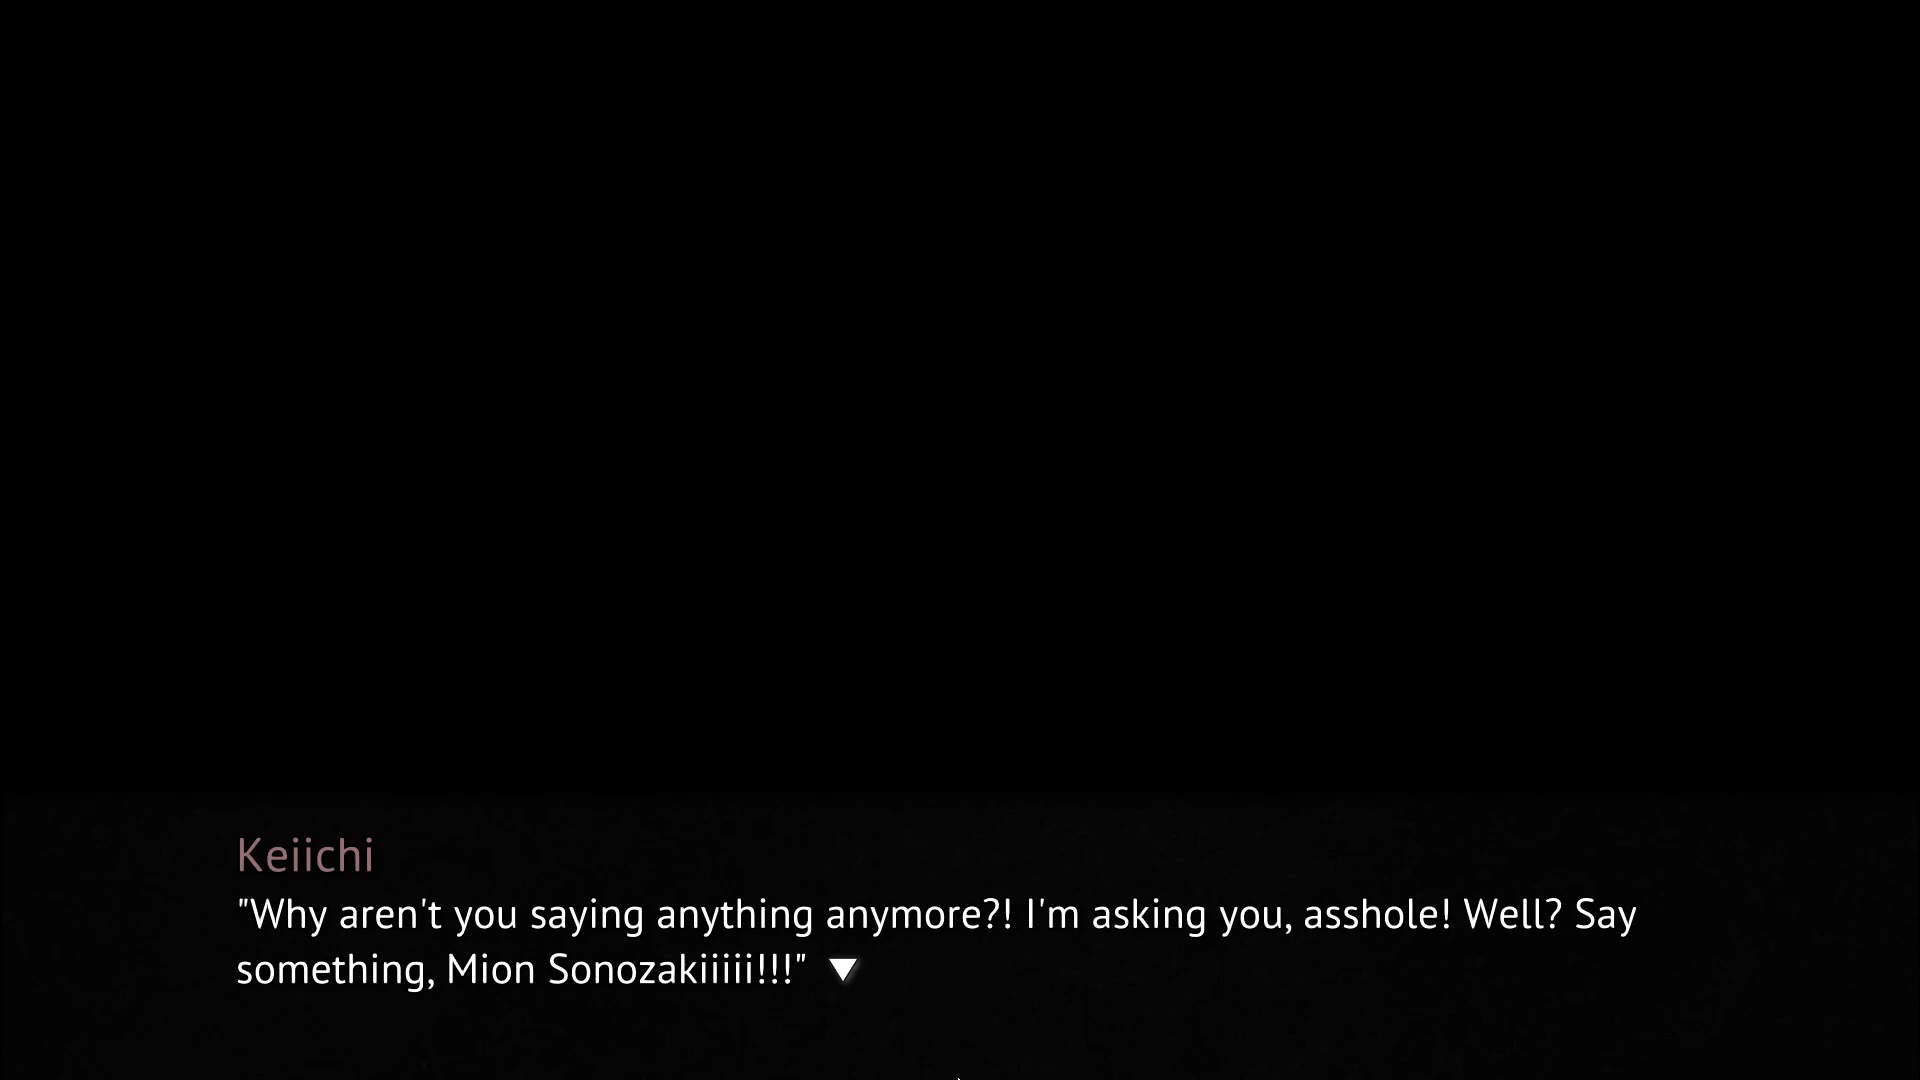 Keiichi
"Why aren't you saying anything anymore?! I'm asking you, asshole! Well? Say
something, Mion Sonozakiiiii!!!"